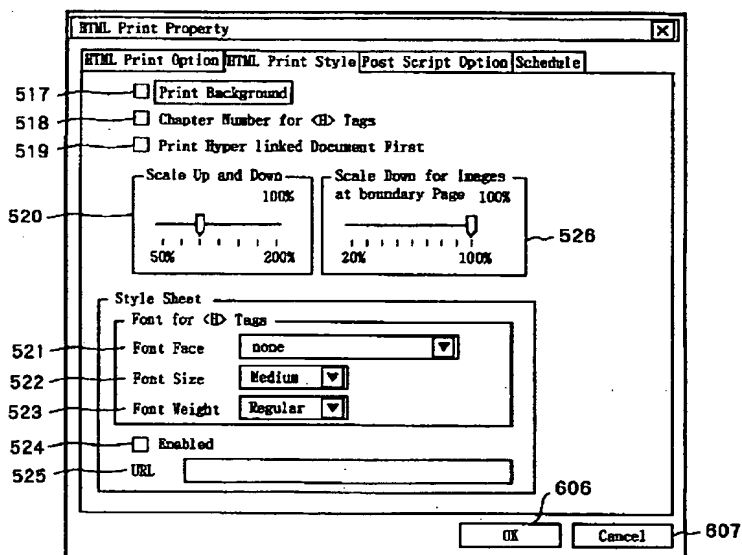 HTML Print Property
HTML Print Option HTML Print Style Post Script Option Schedule
517 Print Background
518 Chapter Number for <H> Tags
519 Print Hyper linked Document First
520
Scale Up and Down
100%
50% 200%
Scale Down for Images
at boundary Page 100%
20% 100%
526
Style Sheet
Font for <H> Tags
521 Font Face none
522 Font Size Medium
523 Font Weight Regular
524 Enabled
525 URL
606
OK Cancel 607